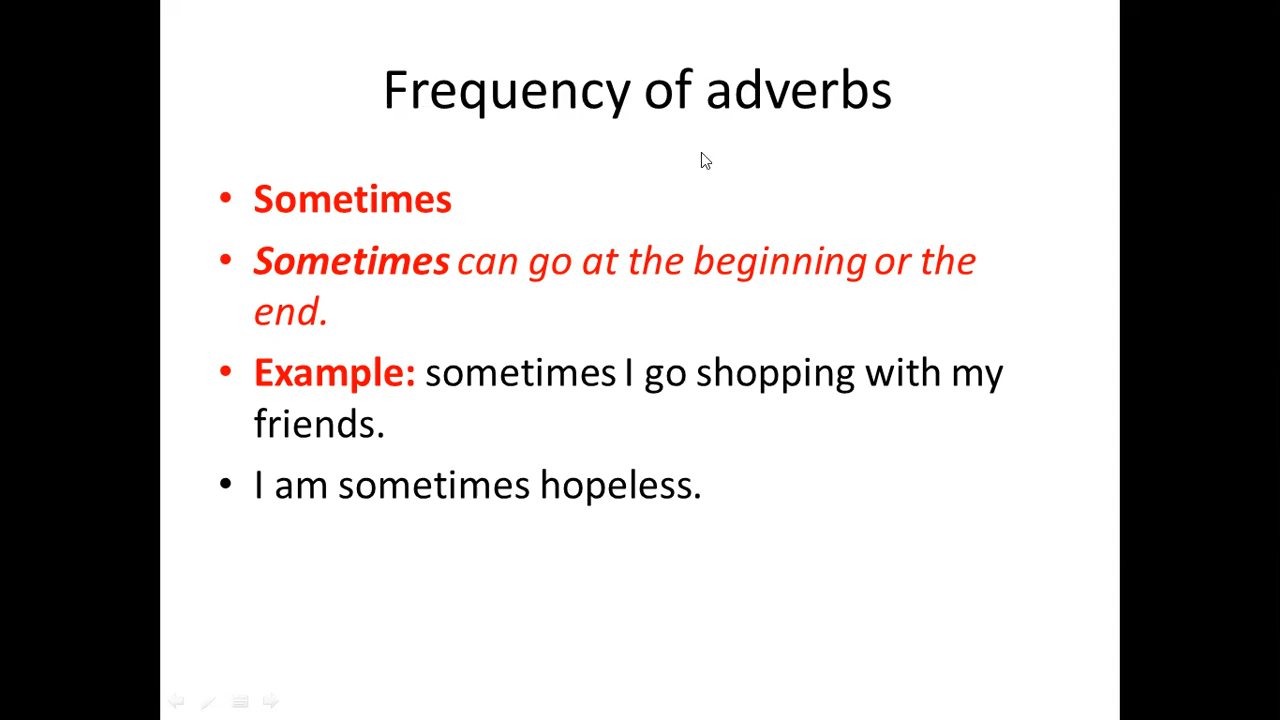 Frequency of adverbs
• Sometimes
• Sometimes can go at the beginning or the
end.
• Example: sometimes I go shopping with my
friends.
• I am sometimes hopeless.